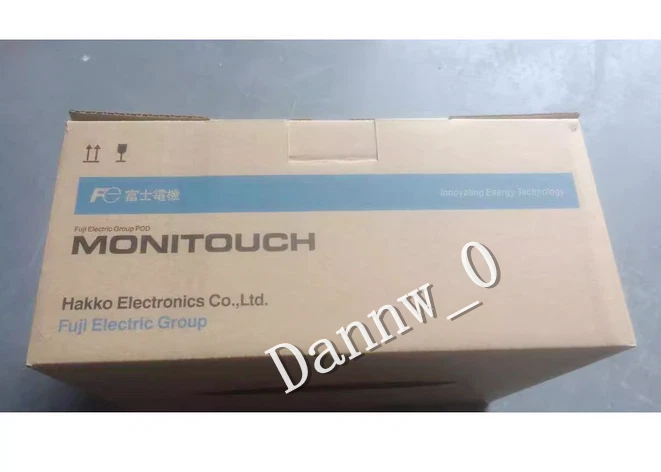 Fe 富士電機
Innovating Energy Technology
Fuji Electric Group POD
MONITOUCH
Hakko Electronics Co.,Ltd.
Fuji Electric Group
Dannw_0